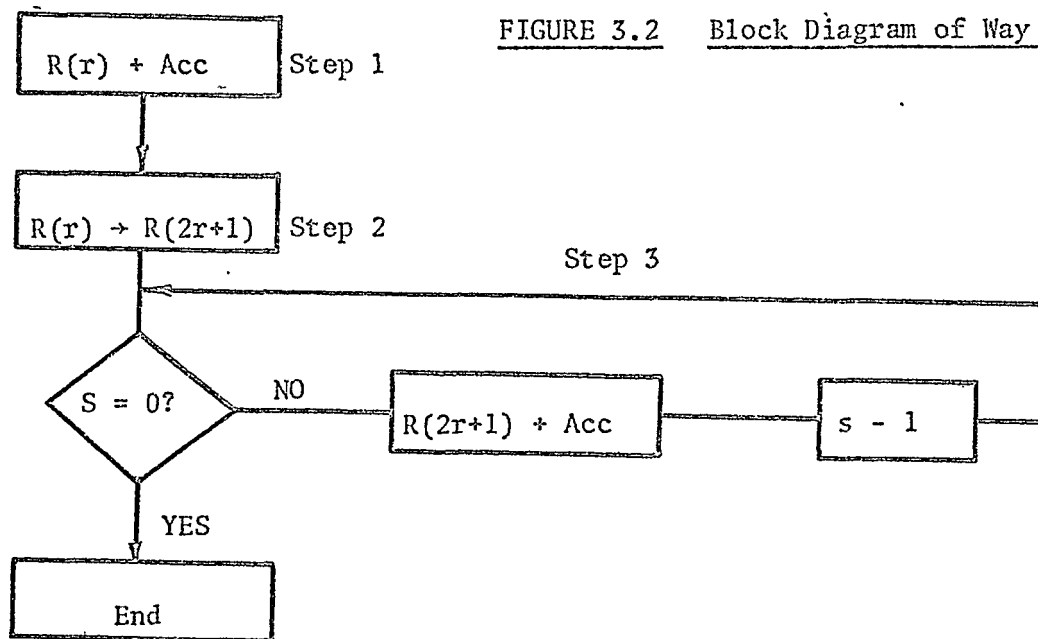 FIGURE 3.2 Block Diagram of Way
R(r) + Acc
Step 1
R(r) → R(2r+1)
Step 2
Step 3
S = 0?
NO
R(2r+1) + Acc
s - 1
YES
End